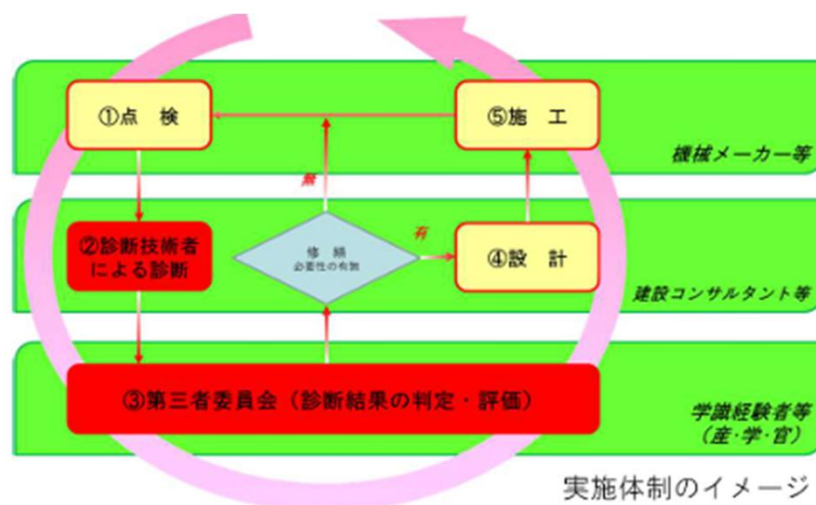 ①点　検
⑤施　工
機械メーカー等
無
②診断技術者
による診断
修　繕
必要性の有無
有
④設　計
建設コンサルタント等
③第三者委員会（診断結果の判定・評価）
学識経験者等
（産・学・官）
実施体制のイメージ